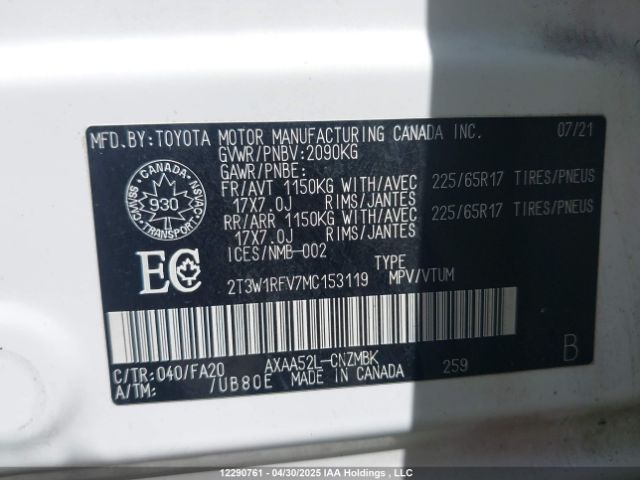 MFD.BY:TOYOTA MOTOR MANUFACTURING CANADA INC. 07/21
GVWR/PNBV:2090KG
GAWR/PNBE:
FR/AVT 1150KG WITH/AVEC 225/65R17 TIRES/PNEUS
17X7.0J RIMS/JANTES
RR/ARR 1150KG WITH/AVEC 225/65R17 TIRES/PNEUS
17X7.0J RIMS/JANTES
ICES/NMB-002
CANADA
CMVSS NSVAC
930
TRANSPORT
EC
TYPE
2T3W1RFV7MC153119 MPV/VTUM
C/TR:040/FA20 AXAA52L-CNZMBK 259 B
A/TM: 7UB80E MADE IN CANADA
12290761 - 04/30/2025 IAA Holdings , LLC